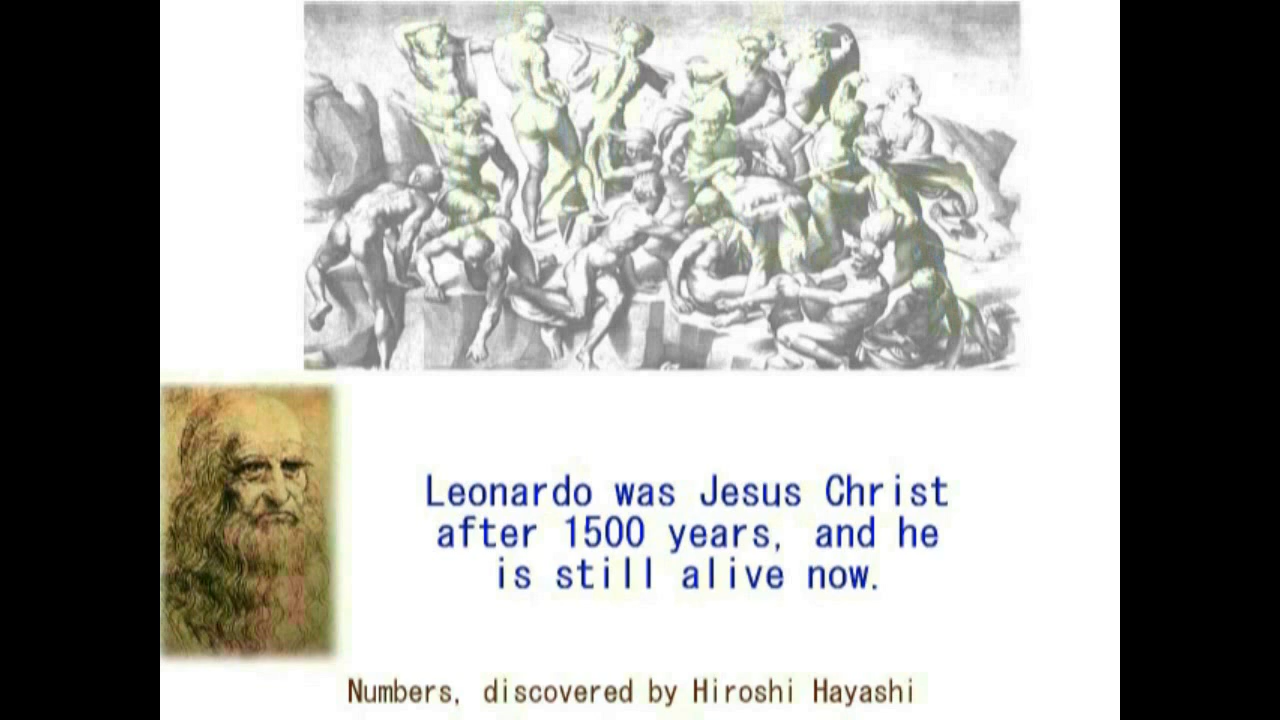 Leonardo was Jesus Christ
after 1500 years, and he
is still alive now.
Numbers, discovered by Hiroshi Hayashi